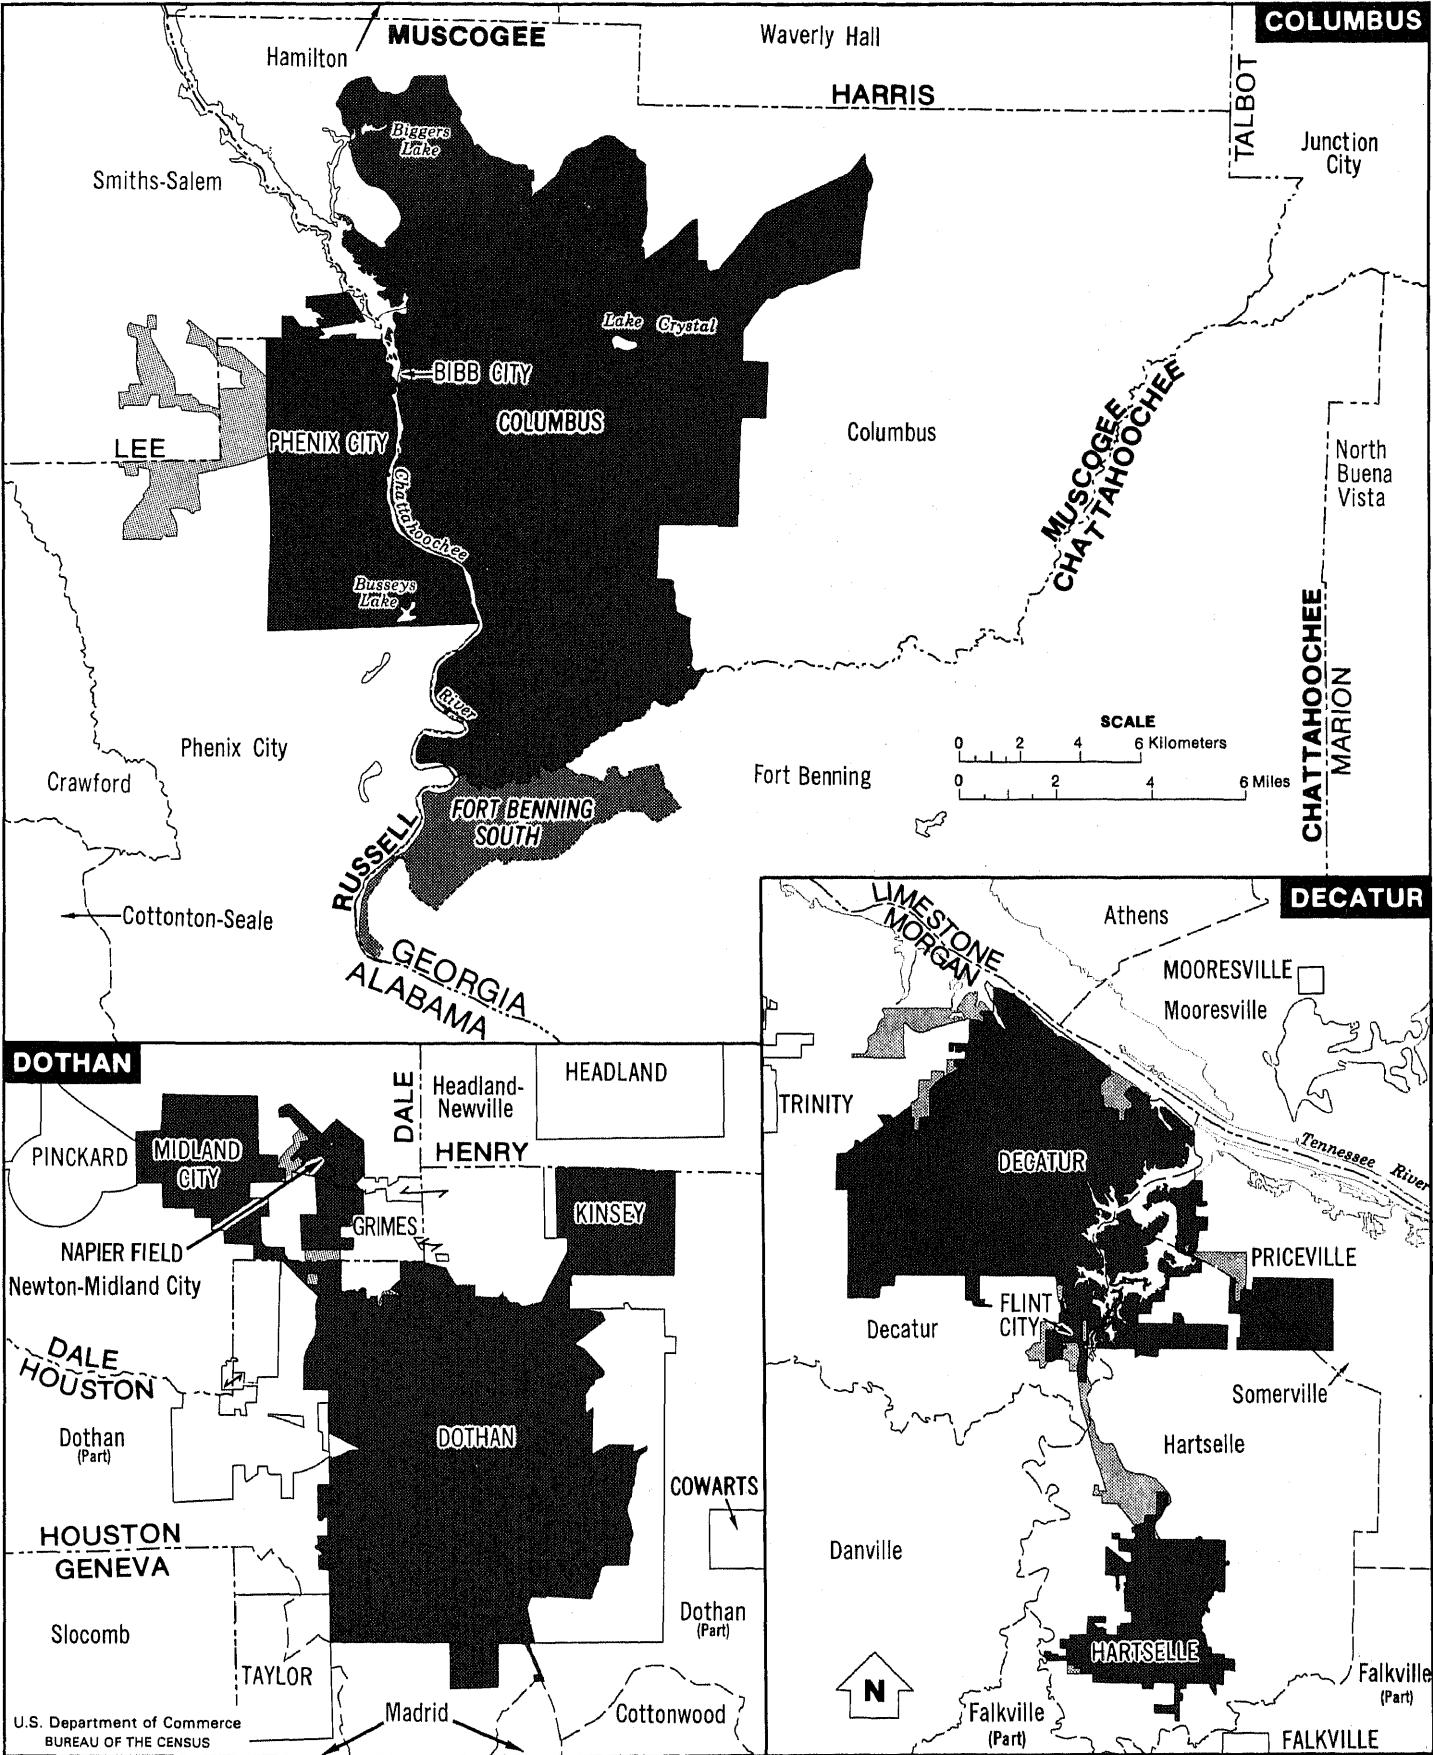 COLUMBUS
MUSCOGEE
Waverly Hall
Hamilton
HARRIS
TALBOT
Junction
City
Biggers
Lake
Smiths-Salem
Lake Crystal
BIBB CITY
COLUMBUS
Columbus
LEE
PHENIX CITY
MUSCOGEE
CHATTAHOOCHEE
North
Buena
Vista
Chattahoochee
River
Busseys
Lake
Phenix City
Crawford
SCALE
0 2 4 6 Kilometers
0 2 4 6 Miles
Fort Benning
CHATTAHOOCHEE
MARION
FORT BENNING
SOUTH
RUSSELL
Cottonton-Seale
GEORGIA
ALABAMA
DECATUR
LIMESTONE
MORGAN
Athens
MOORESVILLE
Mooresville
TRINITY
DECATUR
Tennessee River
PRICEVILLE
FLINT
CITY
Decatur
Somerville
Hartselle
Danville
HARTSELLE
N
Falkville
(Part)
Falkville
(Part)
FALKVILLE
DOTHAN
DALE
Headland-
Newville
HEADLAND
HENRY
PINCKARD
MIDLAND
CITY
KINSEY
GRIMES
NAPIER FIELD
Newton-Midland City
DALE
HOUSTON
Dothan
(Part)
DOTHAN
COWARTS
HOUSTON
GENEVA
Slocomb
Dothan
(Part)
TAYLOR
Madrid
Cottonwood
U.S. Department of Commerce
BUREAU OF THE CENSUS